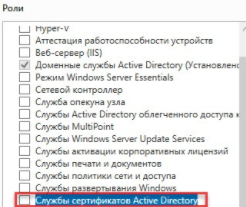 Роли
Hyper-V
Аттестация работоспособности устройств
Веб-сервер (IIS)
Доменные службы Active Directory (Установлено
Режим Windows Server Essentials
Сетевой контроллер
Служба опекуна узла
Службы Active Directory облегченного доступа к
Службы MultiPoint
Службы Windows Server Update Services
Службы активации корпоративных лицензий
Службы печати и документов
Службы политики сети и доступа
Службы развертывания Windows
Службы сертификатов Active Directory